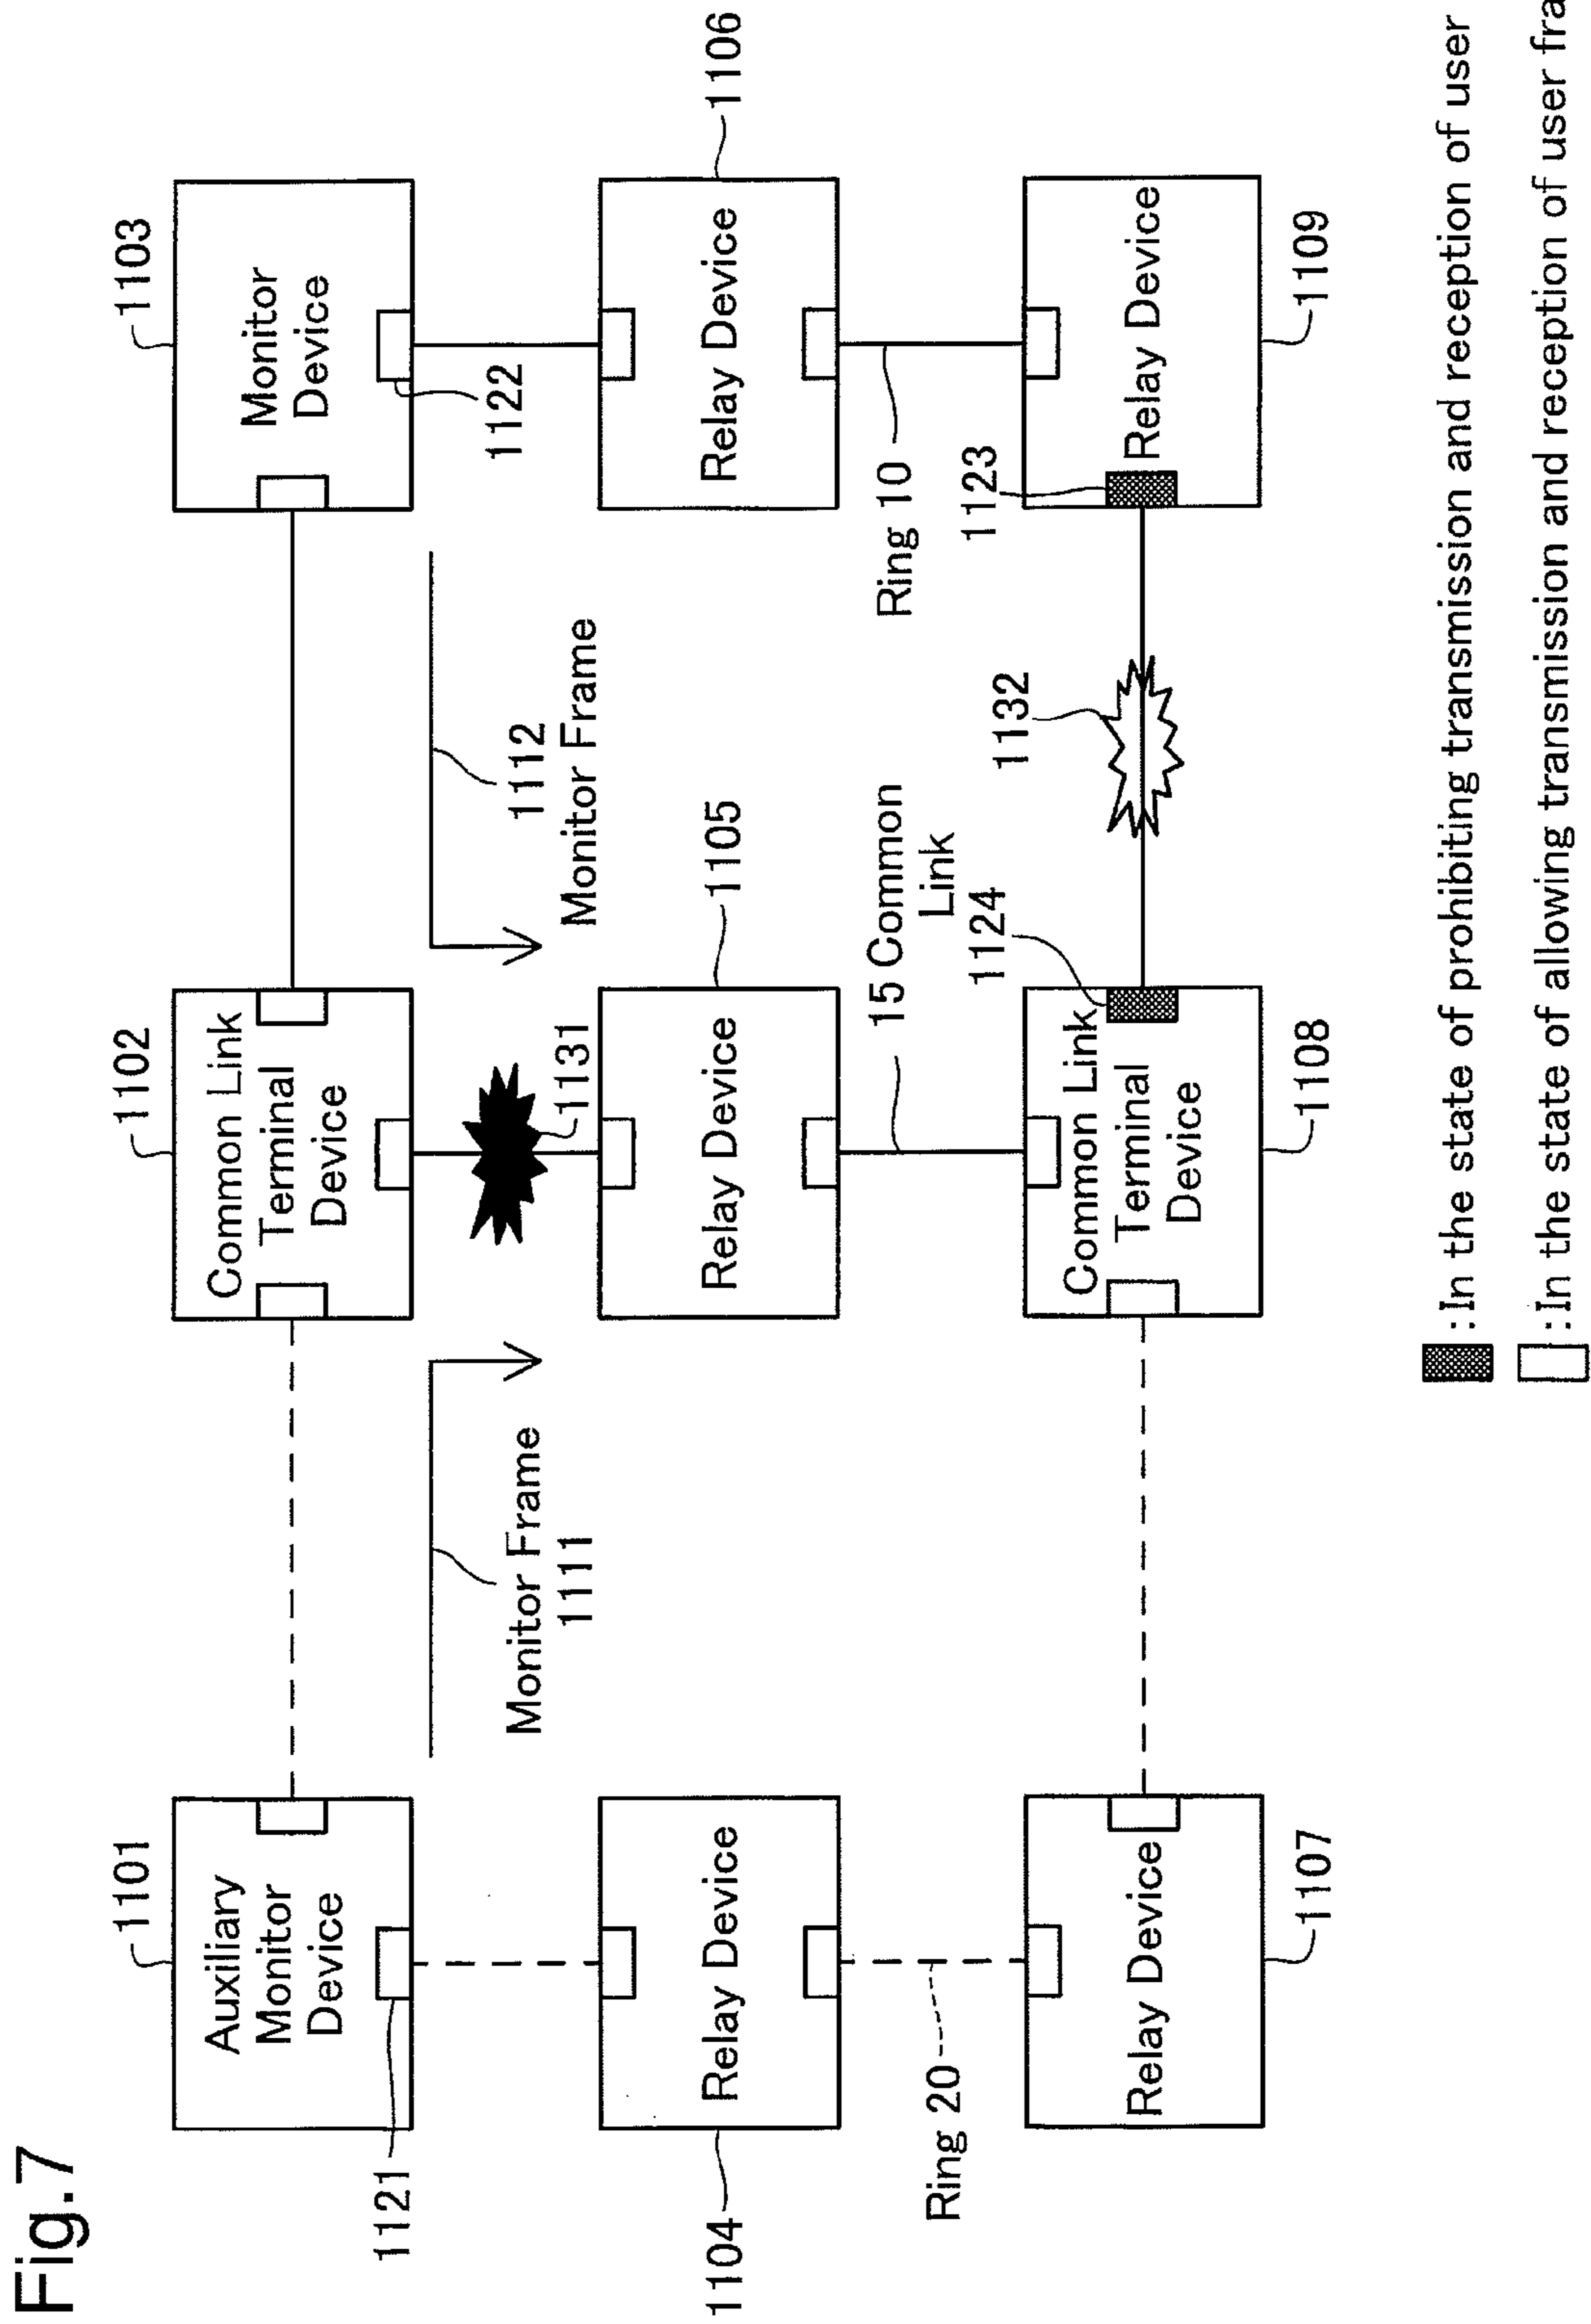 Fig.7
1101
1102
1103
Auxiliary
Monitor
Device
Common Link
Terminal
Device
Monitor
Device
1121
1122
Monitor Frame
1111
1131
1112
Monitor Frame
1104
Relay Device
1105
Relay Device
1106
Relay Device
Ring 20
15 Common
Link
Ring 10
1124
1132
1123
Relay Device
Common Link
Terminal
Device
Relay Device
1107
1108
1109
:In the state of prohibiting transmission and reception of user
:In the state of allowing transmission and reception of user fra